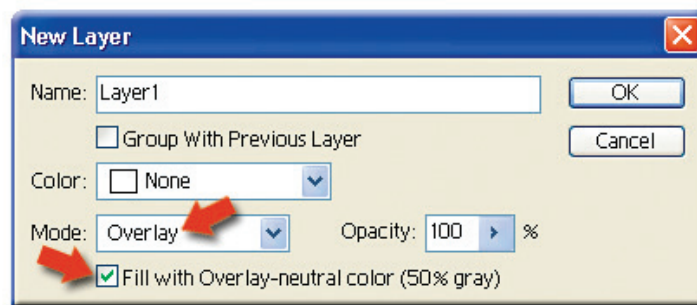 New Layer
Name: Layer1
OK
Group With Previous Layer
Cancel
Color: None
Mode: Overlay Opacity: 100 %
Fill with Overlay-neutral color (50% gray)